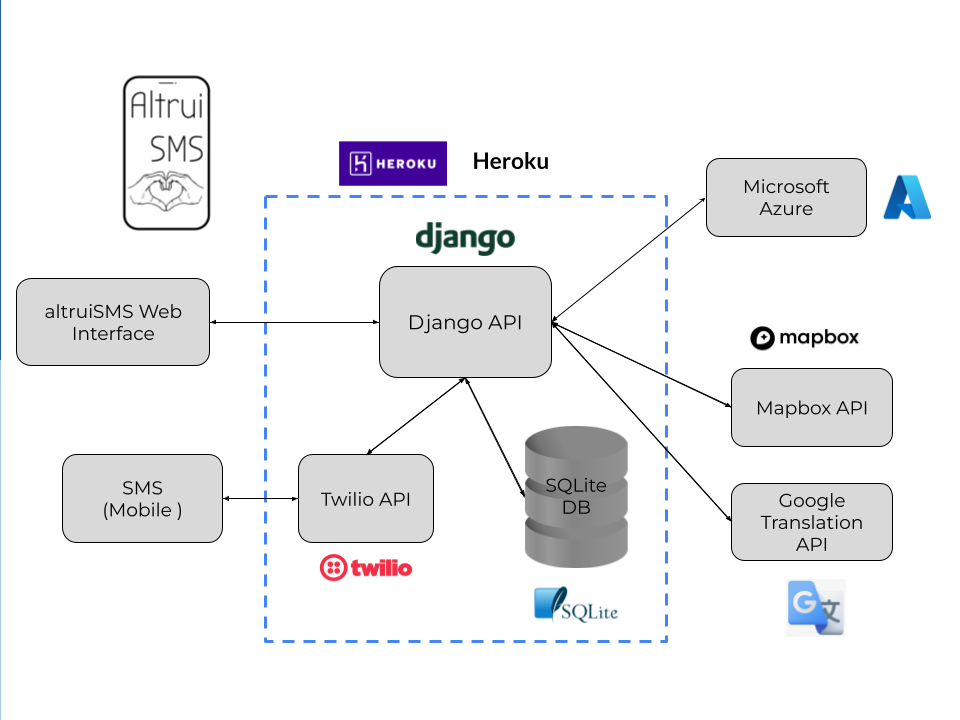 Altrui
SMS
HEROKU
Heroku
django
Microsoft
Azure
altruiSMS Web
Interface
Django API
mapbox
Mapbox API
SMS
(Mobile )
Twilio API
SQLite
DB
Google
Translation
API
twilio
SQLite
G文